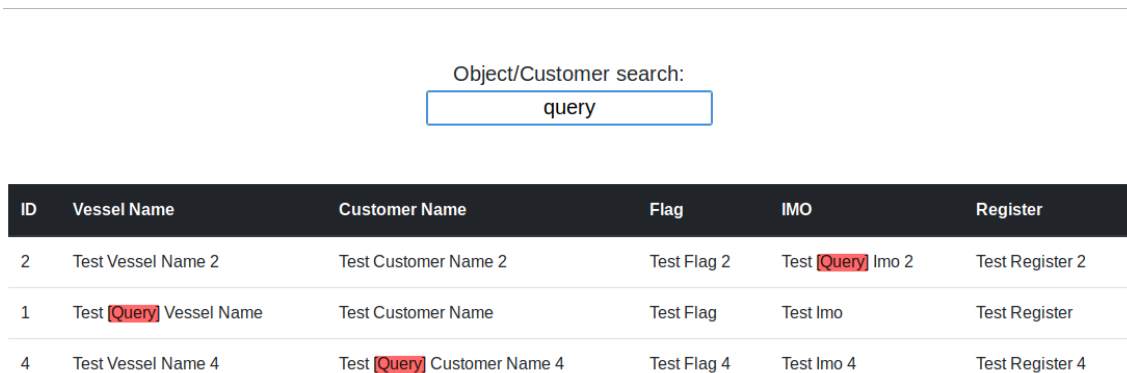 Object/Customer search:
query
ID Vessel Name Customer Name Flag IMO Register
2 Test Vessel Name 2 Test Customer Name 2 Test Flag 2 Test [Query] Imo 2 Test Register 2
1 Test [Query] Vessel Name Test Customer Name Test Flag Test Imo Test Register
4 Test Vessel Name 4 Test [Query] Customer Name 4 Test Flag 4 Test Imo 4 Test Register 4